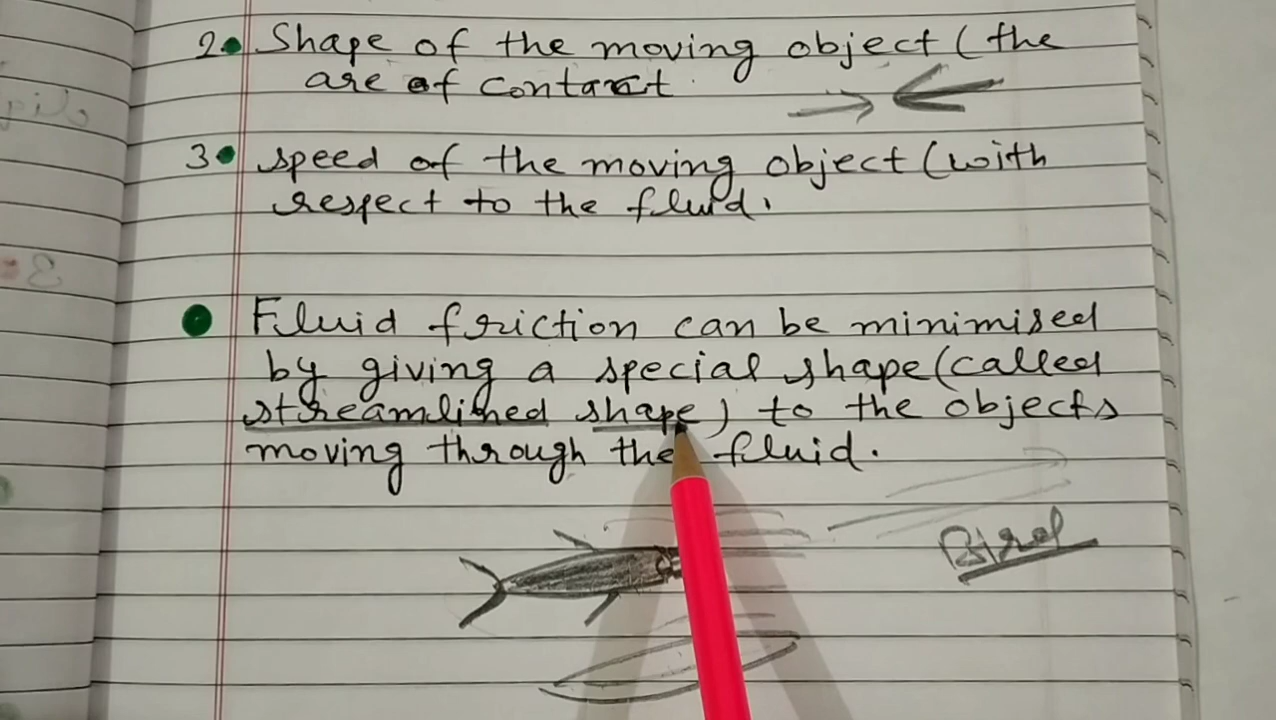 2. Shape of the moving object (the
are of contact
3. speed of the moving object (with
respect to the fluid.
Fluid friction can be minimised
by giving a special shape (called
streamlined shape) to the objects
moving through the fluid.
Bird